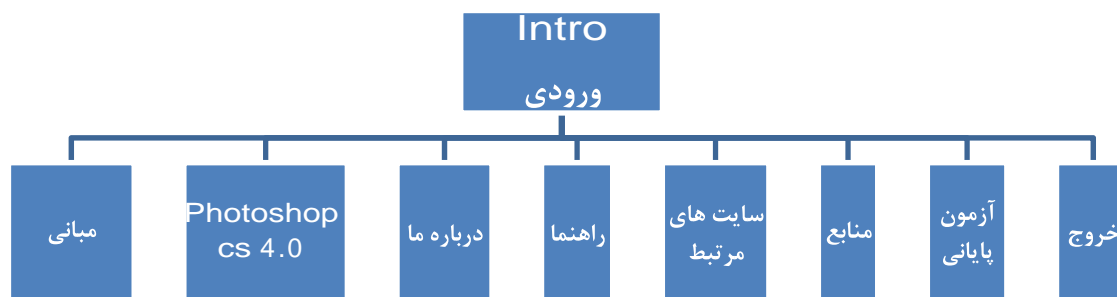 Intro
ورودی
مبانی
Photoshop
cs 4.0
درباره ما
راهنما
سایت های
مرتبط
منابع
آزمون
پایانی
خروج